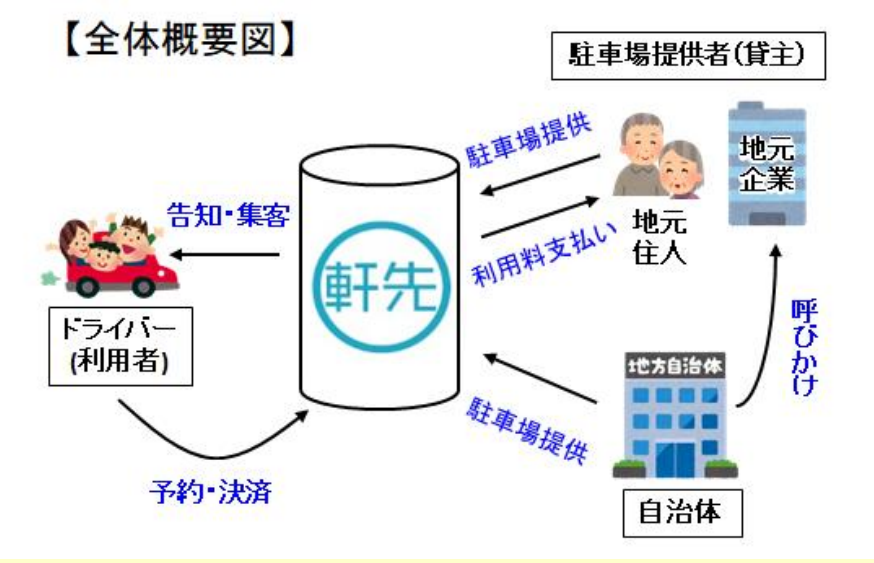 【全体概要図】
駐車場提供者(貸主)
駐車場提供
地元
企業
告知・集客
地元
住人
利用料支払い
軒先
ドライバー
(利用者)
呼びかけ
地方自治体
駐車場提供
予約・決済
自治体